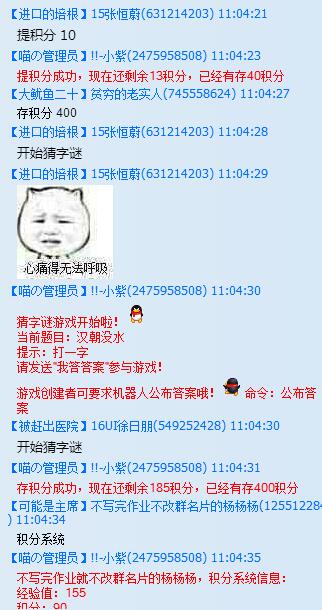 【进口的培根】15张恒蔚(631214203) 11:04:21
提积分 10
【喵の管理员】!!-小紫(2475958508) 11:04:23
提积分成功，现在还剩余13积分，已经有存40积分
【大鱿鱼二十】贫穷的老实人(745558624) 11:04:27
存积分 400
【进口的培根】15张恒蔚(631214203) 11:04:28
开始猜字谜
【进口的培根】15张恒蔚(631214203) 11:04:29
心痛得无法呼吸
【喵の管理员】!!-小紫(2475958508) 11:04:30
猜字谜游戏开始啦！
当前题目：汉朝没水
提示：打一字
请发送"我答答案"参与游戏！
游戏创建者可要求机器人公布答案哦！ 命令：公布答
案
【被赶出医院】16UI徐日朋(549252428) 11:04:30
开始猜字谜
【喵の管理员】!!-小紫(2475958508) 11:04:31
存积分成功，现在还剩余185积分，已经有存400积分
【可能是主席】不写完作业不改群名片的杨杨杨(125512284
) 11:04:34
积分系统
【喵の管理员】!!-小紫(2475958508) 11:04:35
不写完作业就不改群名片的杨杨杨，积分系统信息：
经验值：155
积分：90